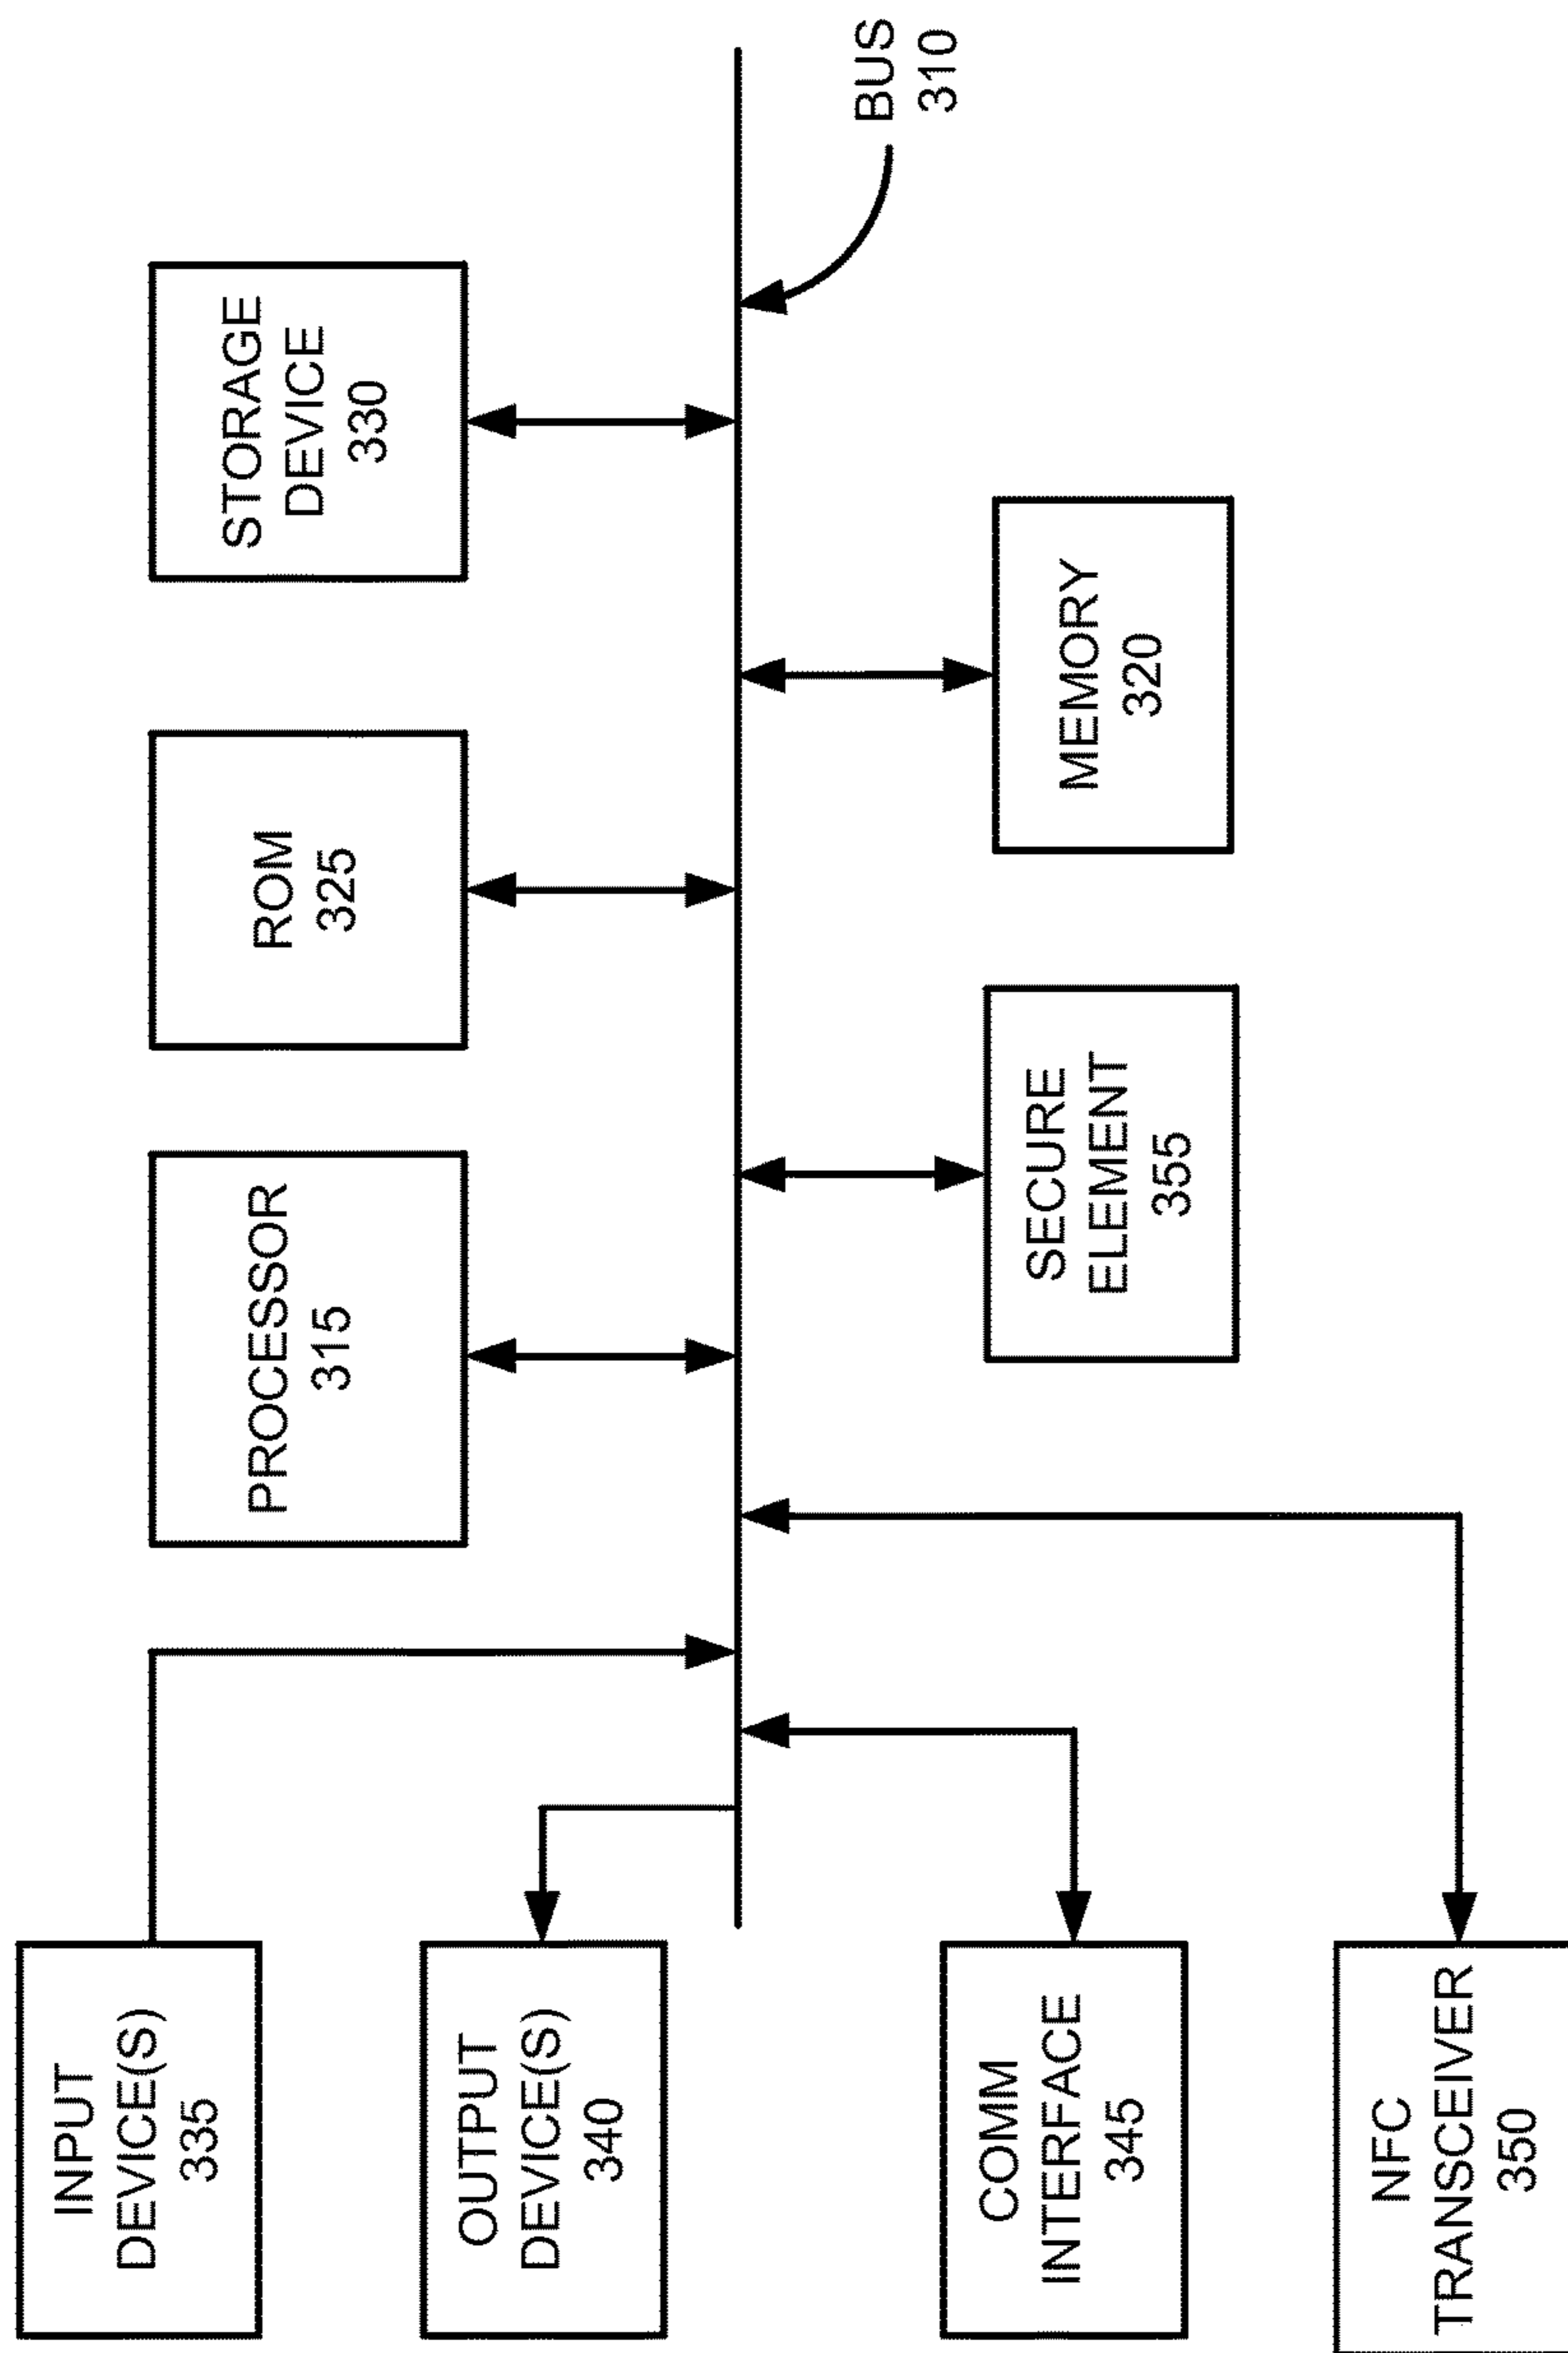 INPUT
DEVICE(S)
335
PROCESSOR
315
ROM
325
STORAGE
DEVICE
330
OUTPUT
DEVICE(S)
340
BUS
310
COMM
INTERFACE
345
SECURE
ELEMENT
355
MEMORY
320
NFC
TRANSCEIVER
350